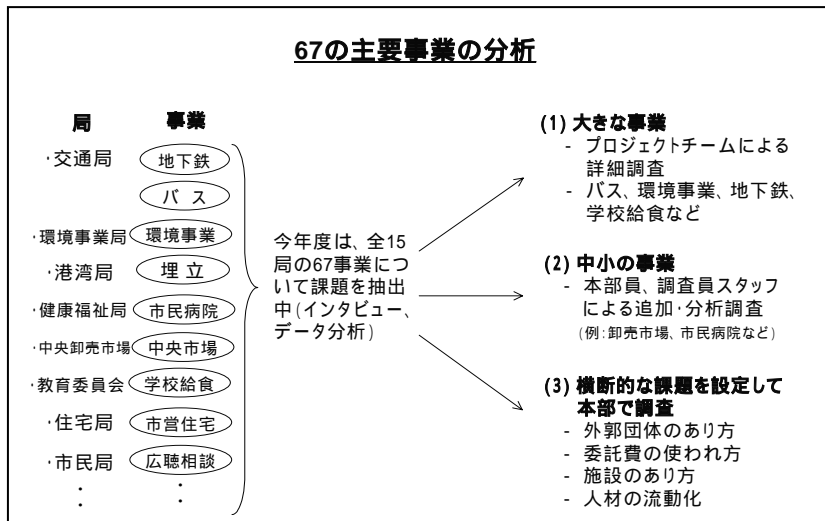 67の主要事業の分析
局 事業
・交通局 地下鉄
バス
・環境事業局 環境事業
・港湾局 埋立
・健康福祉局 市民病院
・中央卸売市場 中央市場
・教育委員会 学校給食
・住宅局 市営住宅
・市民局 広聴相談
・ ・
・ ・
今年度は、全15
局の67事業につ
いて課題を抽出
中(インタビュー、
データ分析)
(1) 大きな事業
- プロジェクトチームによる
詳細調査
- バス、環境事業、地下鉄、
学校給食など
(2) 中小の事業
- 本部員、調査員スタッフ
による追加・分析調査
(例:卸売市場、市民病院など)
(3) 横断的な課題を設定して
本部で調査
- 外郭団体のあり方
- 委託費の使われ方
- 施設のあり方
- 人材の流動化